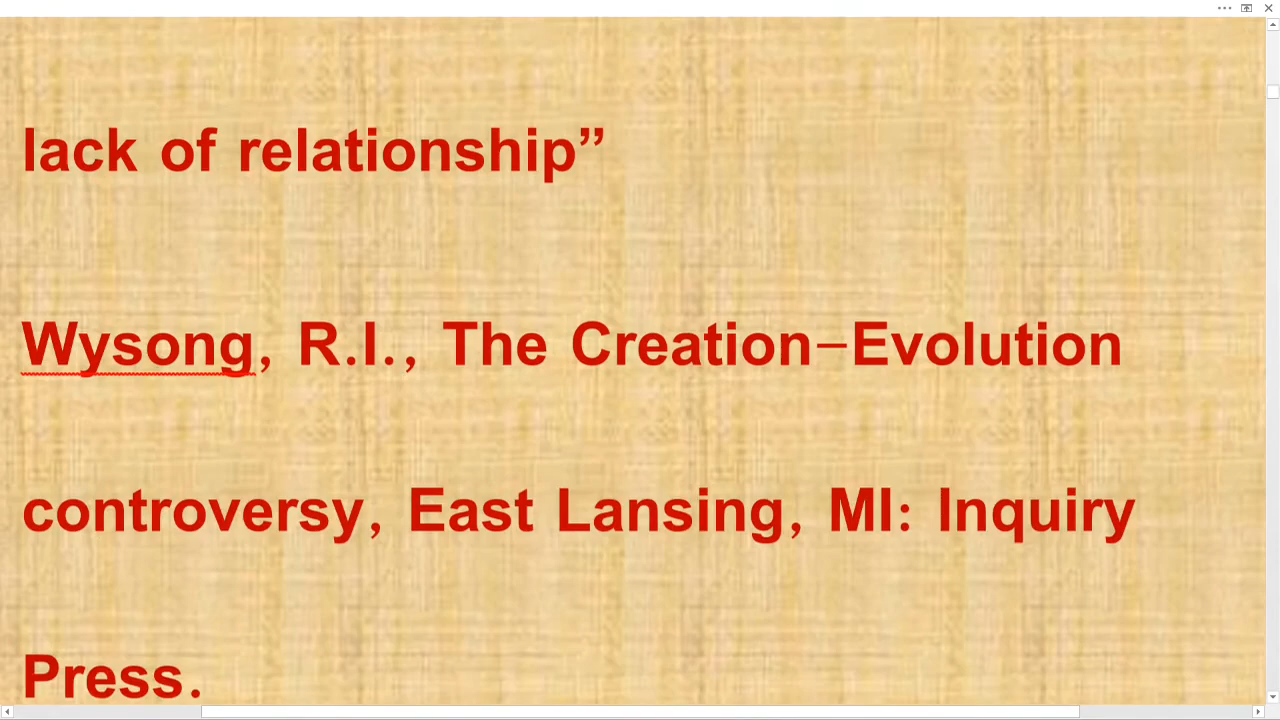 lack of relationship”
Wysong, R.I., The Creation–Evolution
controversy, East Lansing, MI: Inquiry
Press.